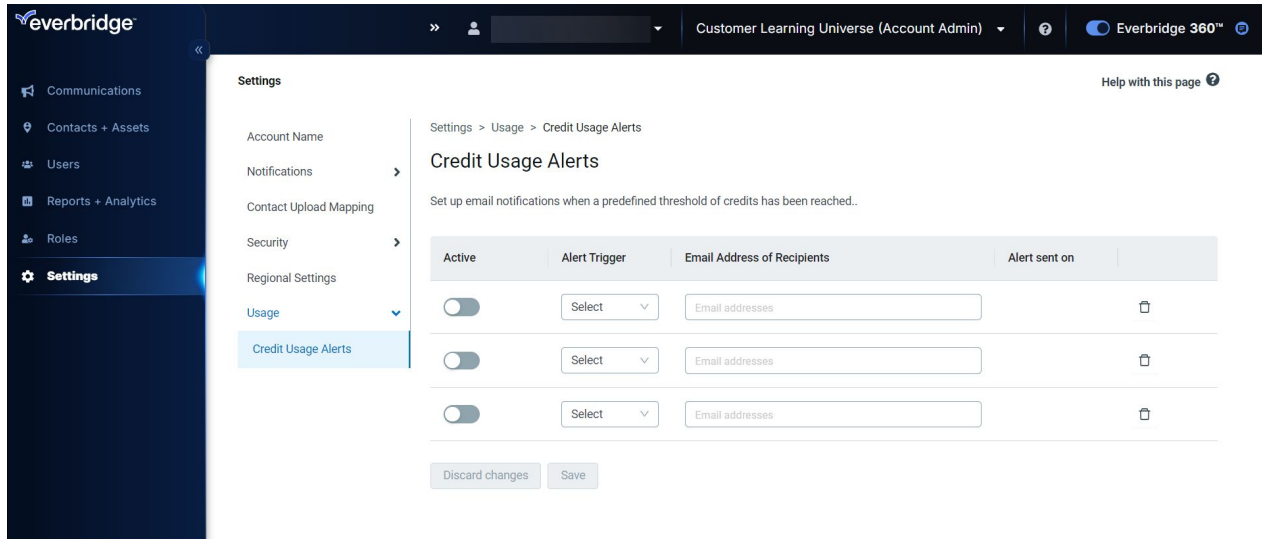 everbridge™
»
Customer Learning Universe (Account Admin)
?
Everbridge 360™
«
Communications
Contacts + Assets
Users
Reports + Analytics
Roles
Settings
Settings
Help with this page ?
Account Name
Notifications
Contact Upload Mapping
Security
Regional Settings
Usage
Credit Usage Alerts
Settings > Usage > Credit Usage Alerts
Credit Usage Alerts
Set up email notifications when a predefined threshold of credits has been reached..
Active Alert Trigger Email Address of Recipients Alert sent on
Select Email addresses
Select Email addresses
Select Email addresses
Discard changes Save